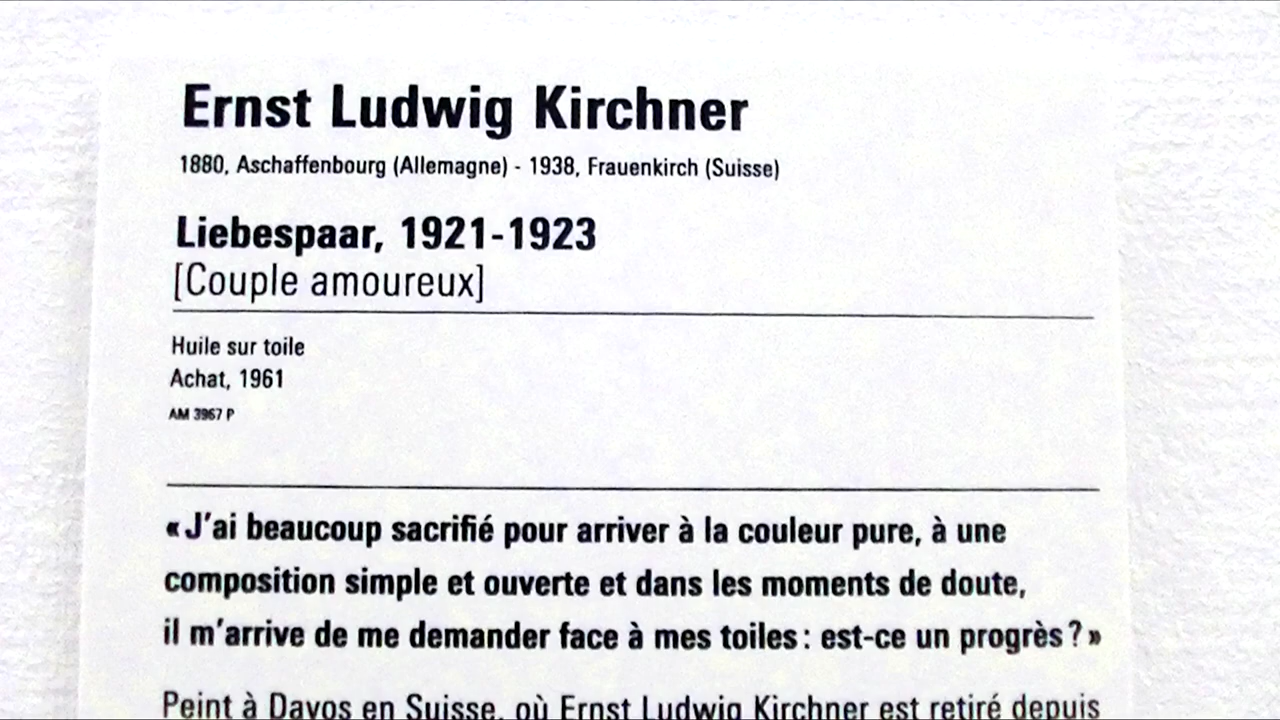 Ernst Ludwig Kirchner
1880, Aschaffenbourg (Allemagne) - 1938, Frauenkirch (Suisse)
Liebespaar, 1921-1923
[Couple amoureux]
Huile sur toile
Achat, 1961
AM 3967 P
« J’ai beaucoup sacrifié pour arriver à la couleur pure, à une
composition simple et ouverte et dans les moments de doute,
il m’arrive de me demander face à mes toiles : est-ce un progrès ? »
Peint à Davos en Suisse, où Ernst Ludwig Kirchner est retiré depuis